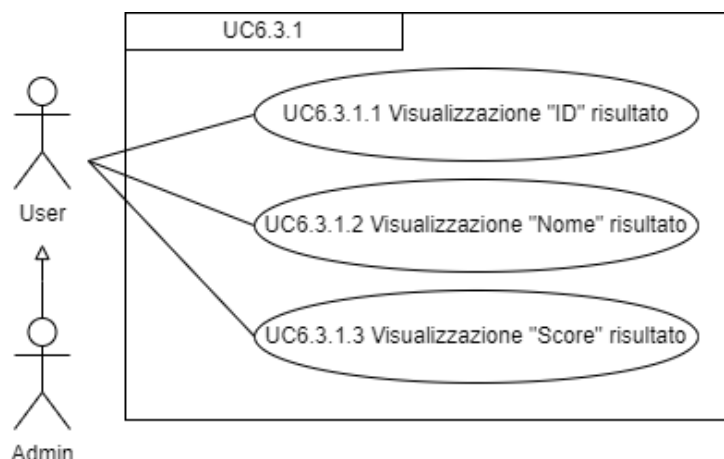 UC6.3.1
UC6.3.1.1 Visualizzazione "ID" risultato
User
UC6.3.1.2 Visualizzazione "Nome" risultato
UC6.3.1.3 Visualizzazione "Score" risultato
Admin